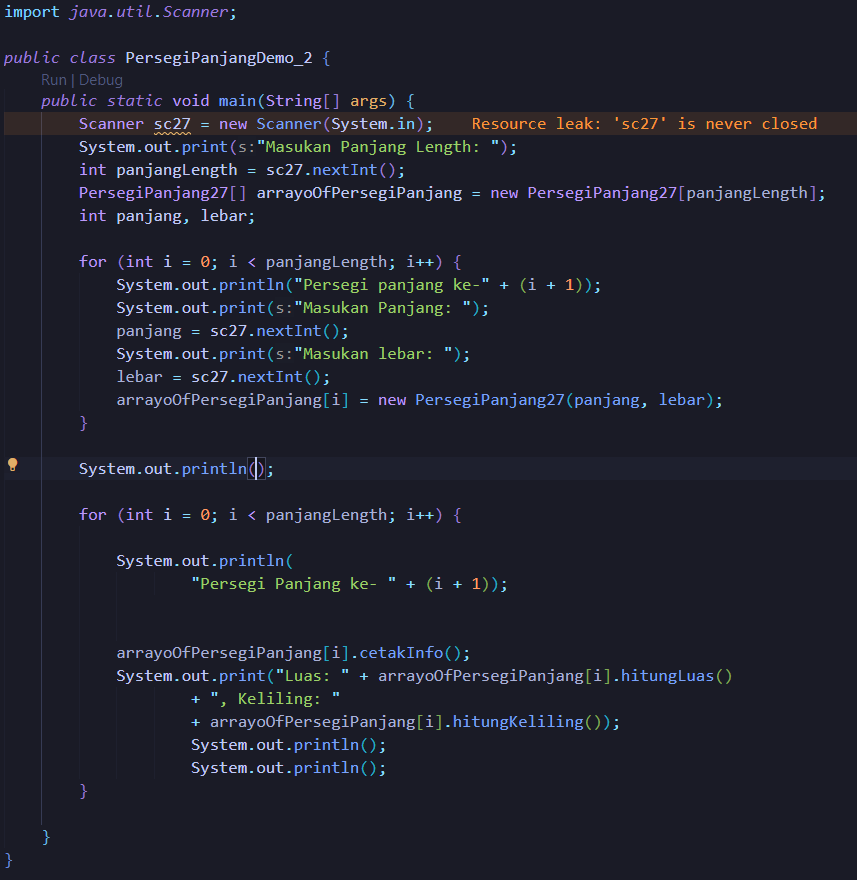 import java.util.Scanner;
public class PersegiPanjangDemo_2 {
Run | Debug
public static void main(String[] args) {
Scanner sc27 = new Scanner(System.in);    Resource leak: 'sc27' is never closed
System.out.print(s:"Masukan Panjang Length: ");
int panjangLength = sc27.nextInt();
PersegiPanjang27[] arrayoOfPersegiPanjang = new PersegiPanjang27[panjangLength];
int panjang, lebar;
for (int i = 0; i < panjangLength; i++) {
System.out.println("Persegi panjang ke-" + (i + 1));
System.out.print(s:"Masukan Panjang: ");
panjang = sc27.nextInt();
System.out.print(s:"Masukan lebar: ");
lebar = sc27.nextInt();
arrayoOfPersegiPanjang[i] = new PersegiPanjang27(panjang, lebar);
}
System.out.println();
for (int i = 0; i < panjangLength; i++) {
System.out.println(
"Persegi Panjang ke- " + (i + 1));
arrayoOfPersegiPanjang[i].cetakInfo();
System.out.print("Luas: " + arrayoOfPersegiPanjang[i].hitungLuas()
+ ", Keliling: "
+ arrayoOfPersegiPanjang[i].hitungKeliling());
System.out.println();
System.out.println();
}
}
}